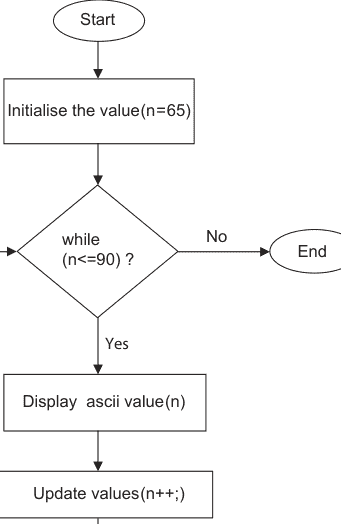 Start
Initialise the value(n=65)
while
(n<=90) ?
No
End
Yes
Display ascii value(n)
Update values(n++;)